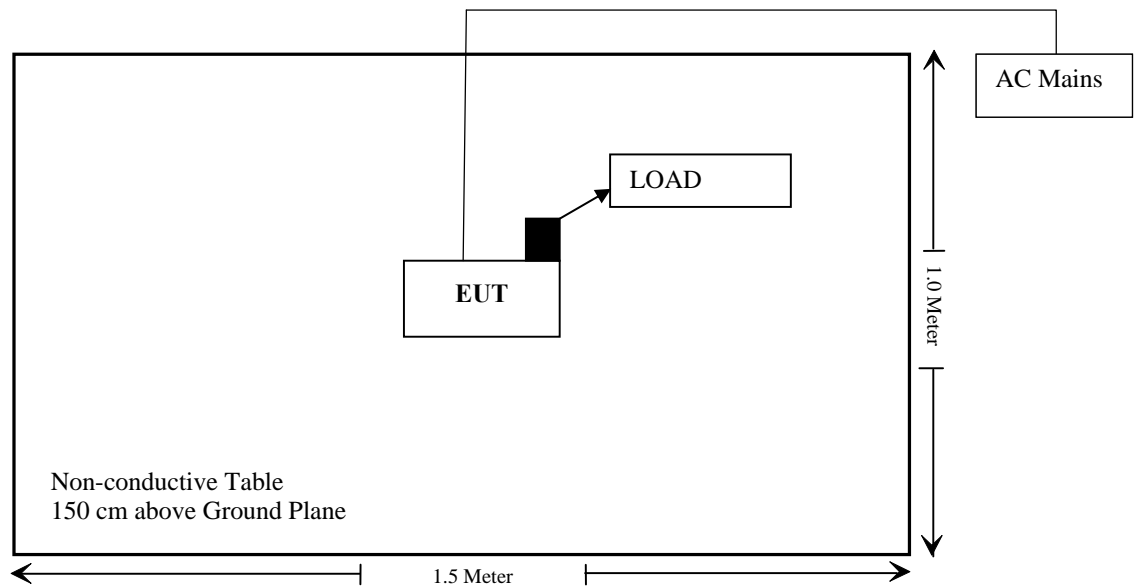 AC Mains
LOAD
EUT
1.0 Meter
Non-conductive Table
150 cm above Ground Plane
1.5 Meter